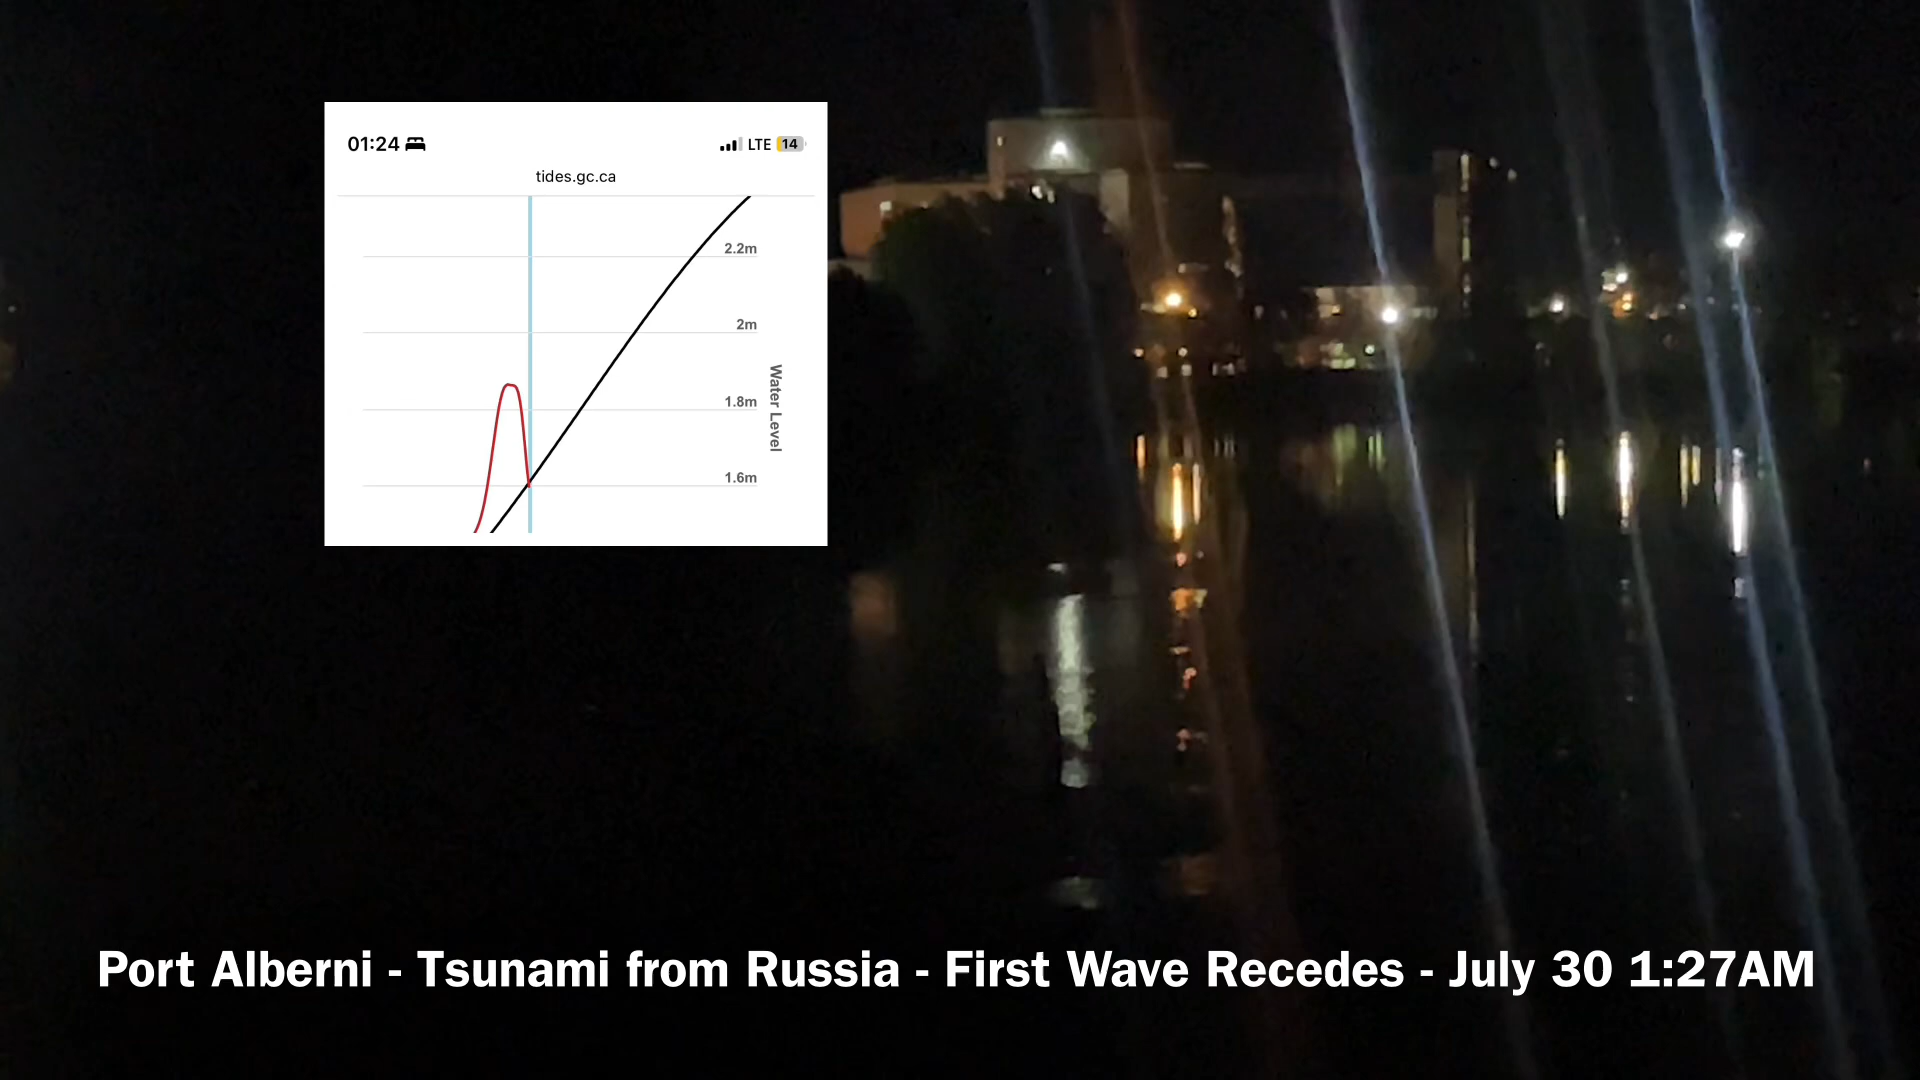 01:24
LTE 14
tides.gc.ca
2.2m
2m
1.8m
1.6m
Water Level
Port Alberni - Tsunami from Russia - First Wave Recedes - July 30 1:27AM